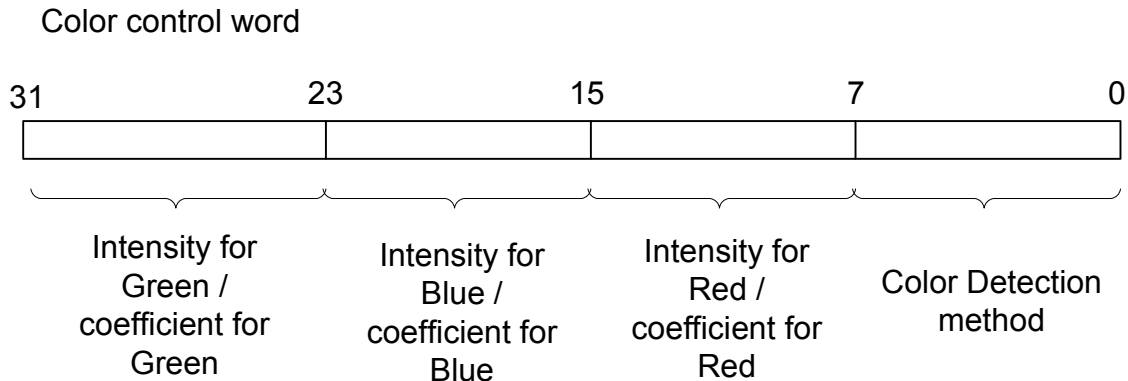 Color control word
31 23 15 7 0
Intensity for
Green /
coefficient for
Green
Intensity for
Blue /
coefficient for
Blue
Intensity for
Red /
coefficient for
Red
Color Detection
method